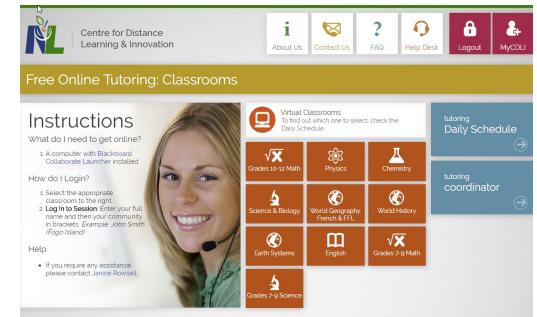 NL
Centre for Distance
Learning & Innovation
i
About Us
Contact Us
?
FAQ
Help Desk
Logout
MyCDLI
Free Online Tutoring: Classrooms
Instructions
What do I need to get online?
1. A computer with Blackboard
Collaborate Launcher installed
How do I Login?
1. Select the appropriate
classroom to the right.
2. Log In to Session. Enter your full
name and then your community
in brackets. Example, John Smith
(Fogo Island)
Help
• If you require any assistance
please contact Janice Rowsell.
Virtual Classrooms
To find out which one to select, check the
Daily Schedule
√X
Grades 10-12 Math
Physics
Chemistry
Science & Biology
World Geography,
French & FFL
World History
Earth Systems
English
√X
Grades 7-9 Math
Grades 7-9 Science
tutoring
Daily Schedule
tutoring
coordinator